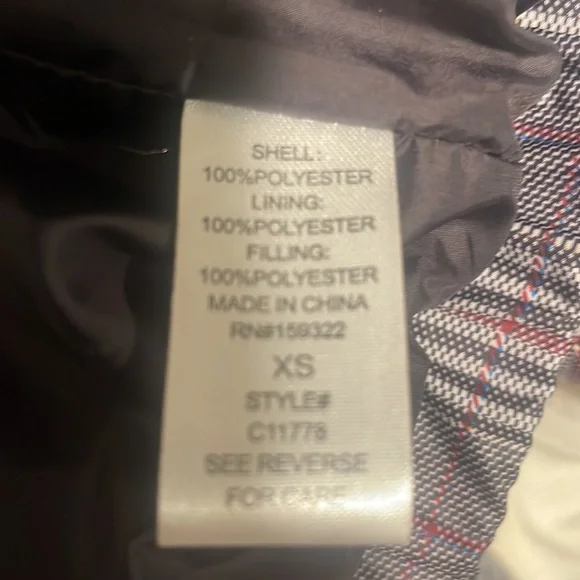 SHELL:
100%POLYESTER
LINING:
100%POLYESTER
FILLING:
100%POLYESTER
MADE IN CHINA
RN#159322
XS
STYLE#
C11778
SEE REVERSE
FOR CARE